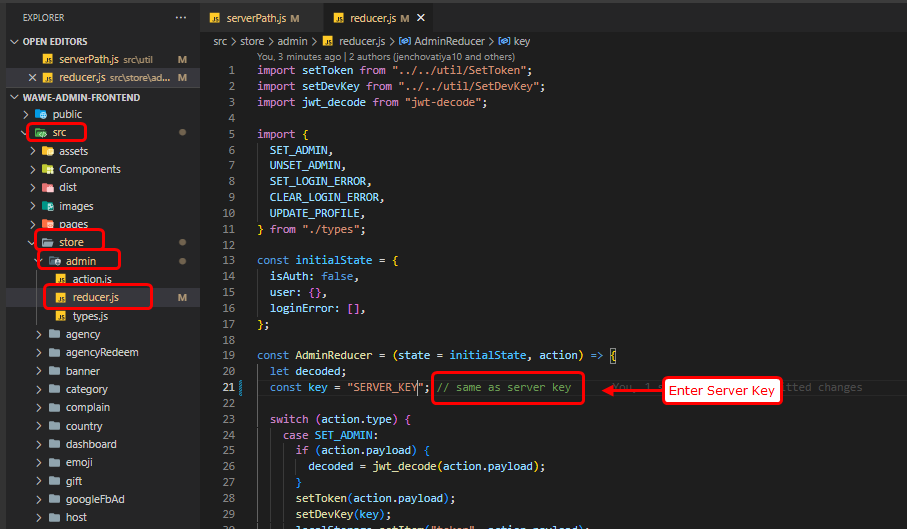 EXPLORER
OPEN EDITORS
serverPath.js src\util M
reducer.js src\store\ad... M
WAWE-ADMIN-FRONTEND
public
src
assets
Components
dist
images
pages
store
admin
action.js
reducer.js M
types.js
agency
agencyRedeem
banner
category
complain
country
dashboard
emoji
gift
googleFbAd
host
serverPath.js M
reducer.js M
src > store > admin > reducer.js > AdminReducer > key
You, 3 minutes ago | 2 authors (jenchovatiya10 and others)
1 import setToken from "../../util/SetToken";
2 import setDevKey from "../../util/SetDevKey";
3 import jwt_decode from "jwt-decode";
4
5 import {
6 SET_ADMIN,
7 UNSET_ADMIN,
8 SET_LOGIN_ERROR,
9 CLEAR_LOGIN_ERROR,
10 UPDATE_PROFILE,
11 } from "./types";
12
13 const initialState = {
14 isAuth: false,
15 user: {},
16 loginError: [],
17 };
18
19 const AdminReducer = (state = initialState, action) => {
20 let decoded;
21 const key = "SERVER_KEY"; // same as server key You, 1 tted changes
Enter Server Key
22
23 switch (action.type) {
24 case SET_ADMIN:
25 if (action.payload) {
26 decoded = jwt_decode(action.payload);
27 }
28 setToken(action.payload);
29 setDevKey(key);
localStorage.setItem("token", action.payload);